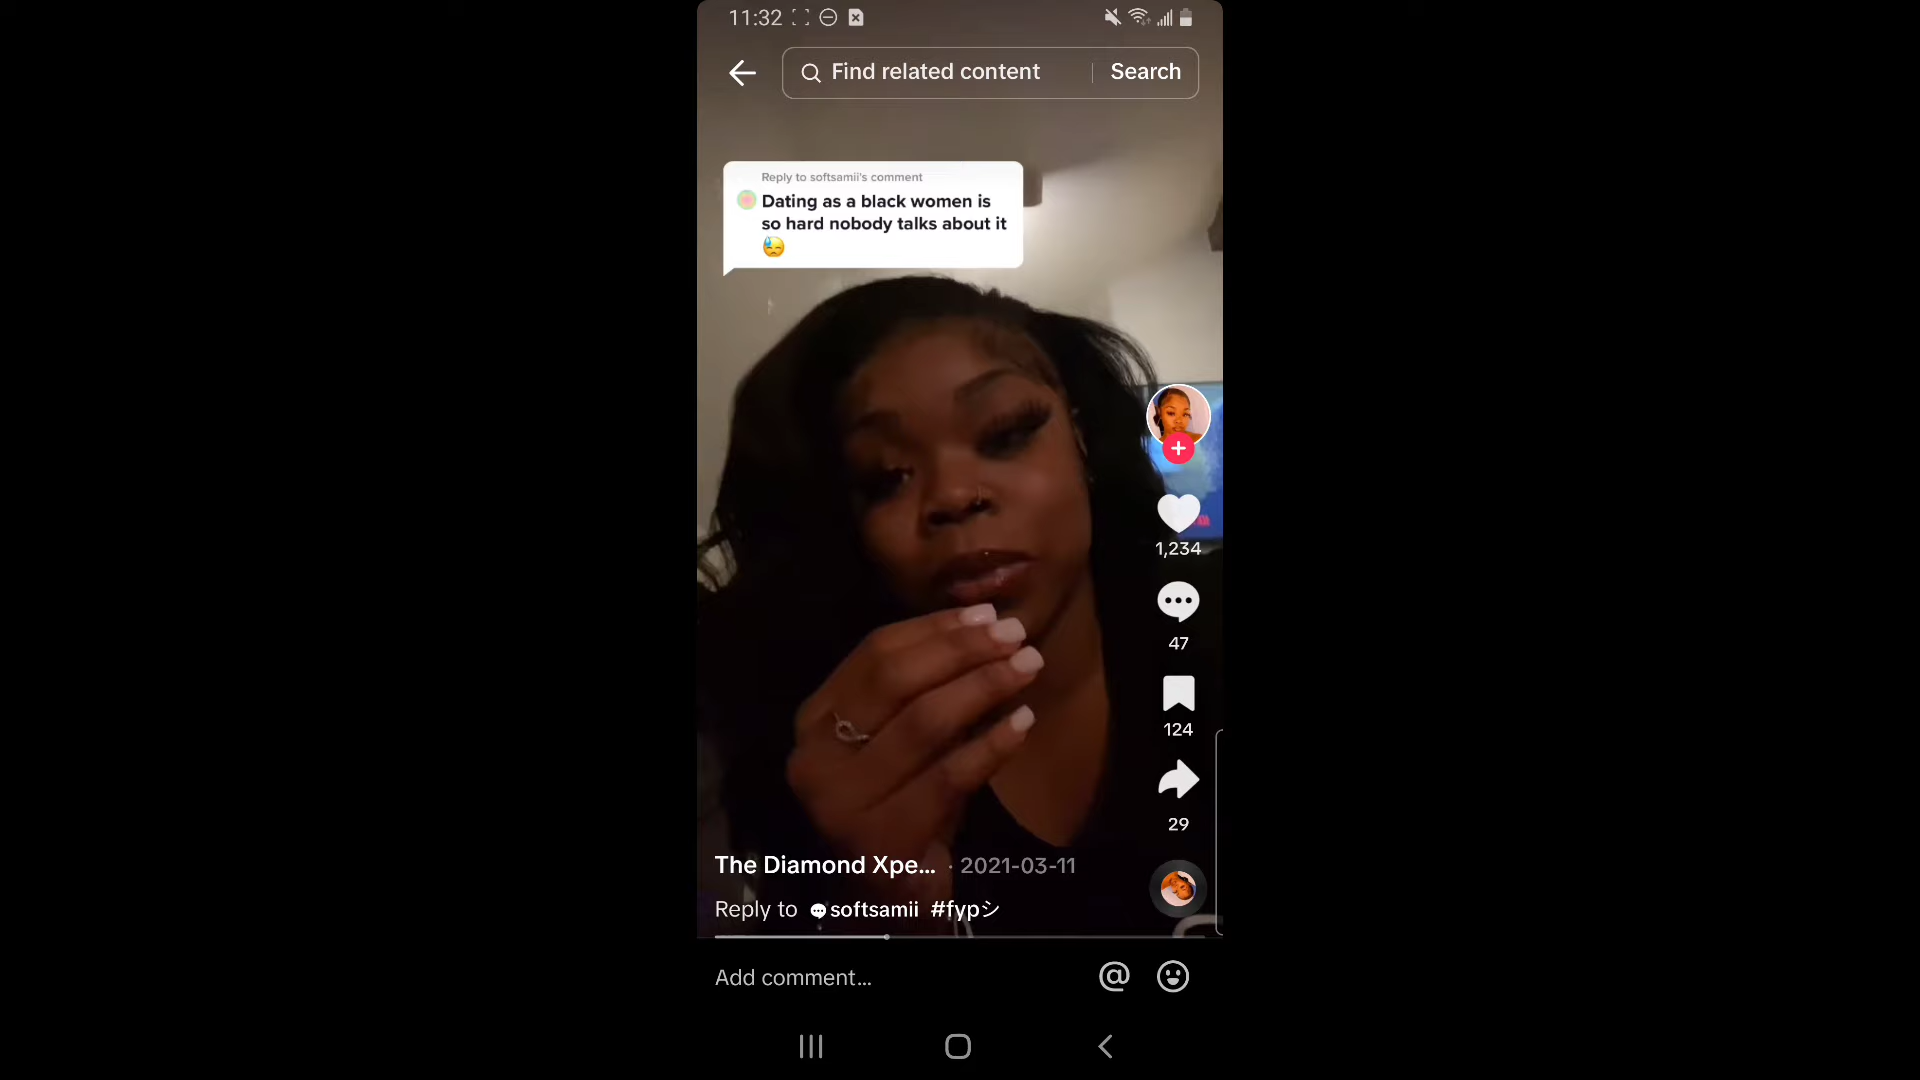 11:32
Find related content
Search
Reply to softsamii's comment
Dating as a black women is
so hard nobody talks about it
😓
1,234
47
124
29
The Diamond Xpe... · 2021-03-11
Reply to softsamii #fypシ
Add comment...